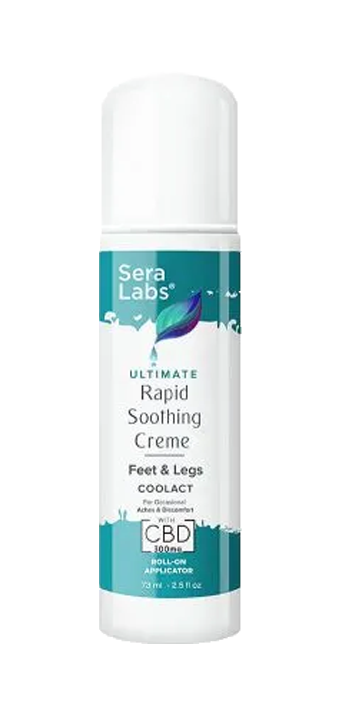 Sera
Labs®
ULTIMATE
Rapid
Soothing
Creme
Feet & Legs
COOLACT
For Occasional
Aches & Discomfort
WITH
CBD
300mg
ROLL-ON
APPLICATOR
73 ml - 2.5 fl oz